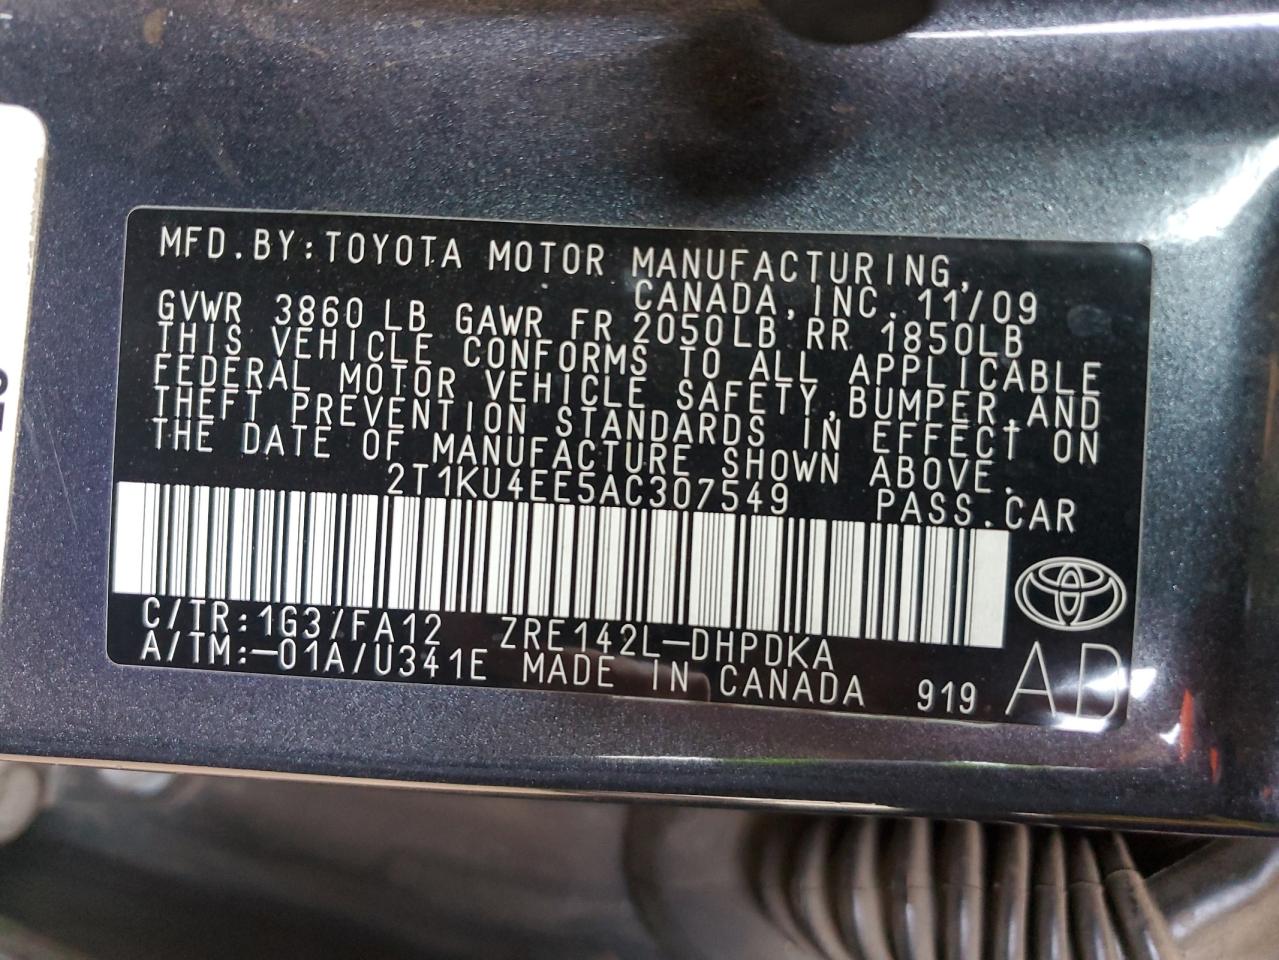 MFD.BY:TOYOTA MOTOR MANUFACTURING,
CANADA,INC. 11/09
GVWR 3860 LB GAWR FR 2050LB RR 1850LB
THIS VEHICLE CONFORMS TO ALL APPLICABLE
FEDERAL MOTOR VEHICLE SAFETY,BUMPER,AND
THEFT PREVENTION STANDARDS IN EFFECT ON
THE DATE OF MANUFACTURE SHOWN ABOVE.
2T1KU4EE5AC307549 PASS.CAR
C/TR:1G3/FA12 ZRE142L-DHPDKA
A/TM:-01A/U341E MADE IN CANADA 919 AD